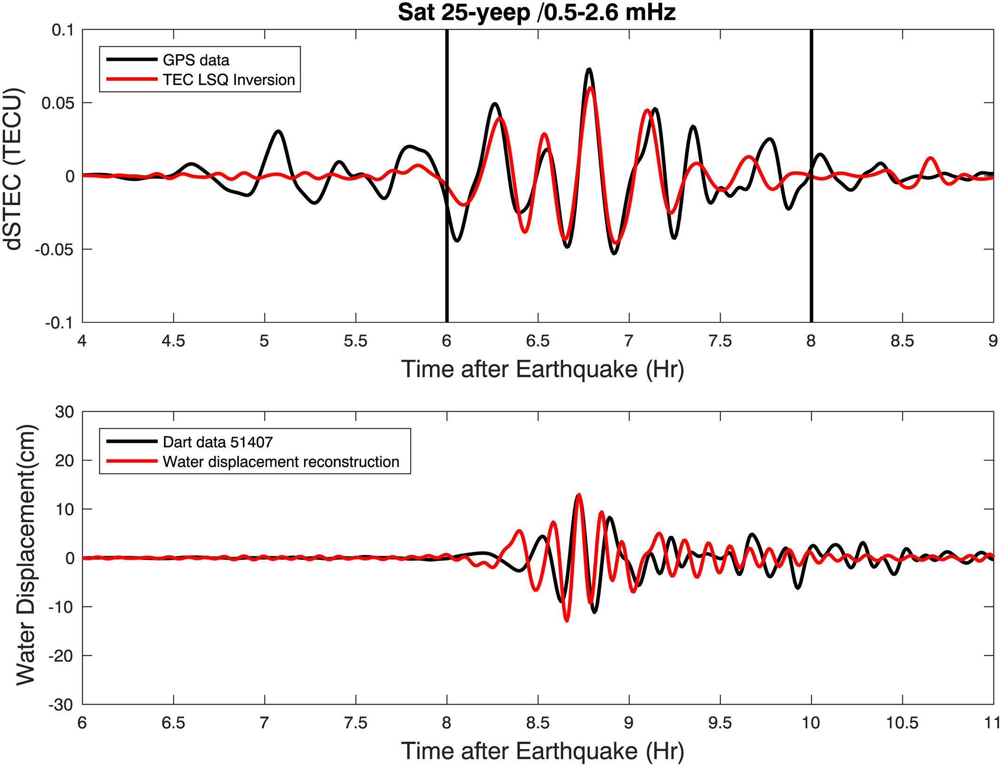 Sat 25-yeep /0.5-2.6 mHz
0.1
0.05
0
-0.05
-0.1
dSTEC (TECU)
GPS data
TEC LSQ Inversion
4 4.5 5 5.5 6 6.5 7 7.5 8 8.5 9
Time after Earthquake (Hr)
30
20
10
0
-10
-20
-30
Water Displacement(cm)
Dart data 51407
Water displacement reconstruction
6 6.5 7 7.5 8 8.5 9 9.5 10 10.5 11
Time after Earthquake (Hr)